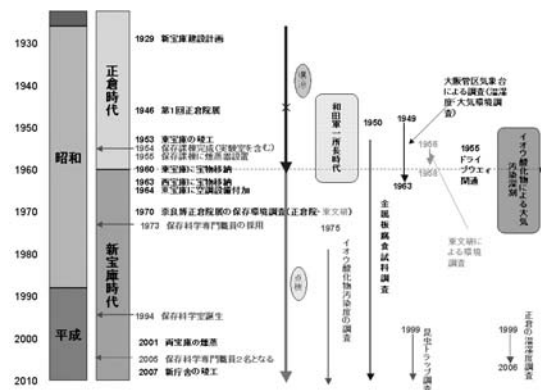 1930
1940
1950
1960
1970
1980
1990
2000
2010
昭和
平成
正倉時代
新宝庫時代
1929 新宝庫建設計画
1946 第1回正倉院展
1953 東宝庫の竣工
1954 保存課棟完成(実験室を含む)
1955 保存課棟に燻蒸器設置
1960 東宝庫に宝物移納
1963 西宝庫に宝物移納
1964 東宝庫に空調設備付加
1970 奈良博正倉院展の保存環境調査(正倉院・東文研)
1973 保存科学専門職員の採用
1994 保存科学室誕生
2001 両宝庫の燻蒸
2005 保存科学専門職員2名となる
2007 新庁舎の竣工
点検
和田軍一所長時代
1975
イオウ酸化物汚染度の調査
1950
金属板腐食試料調査
大阪管区気象台
による調査(温湿
度・大気環境調
査)
1949
1963
1999
昆虫トラップ調査
1955
ドライ
ブウェイ
関連
東文研による環境
調査
イオウ酸化物による大気
汚染深刻
1999
2006
正倉の温湿度調査